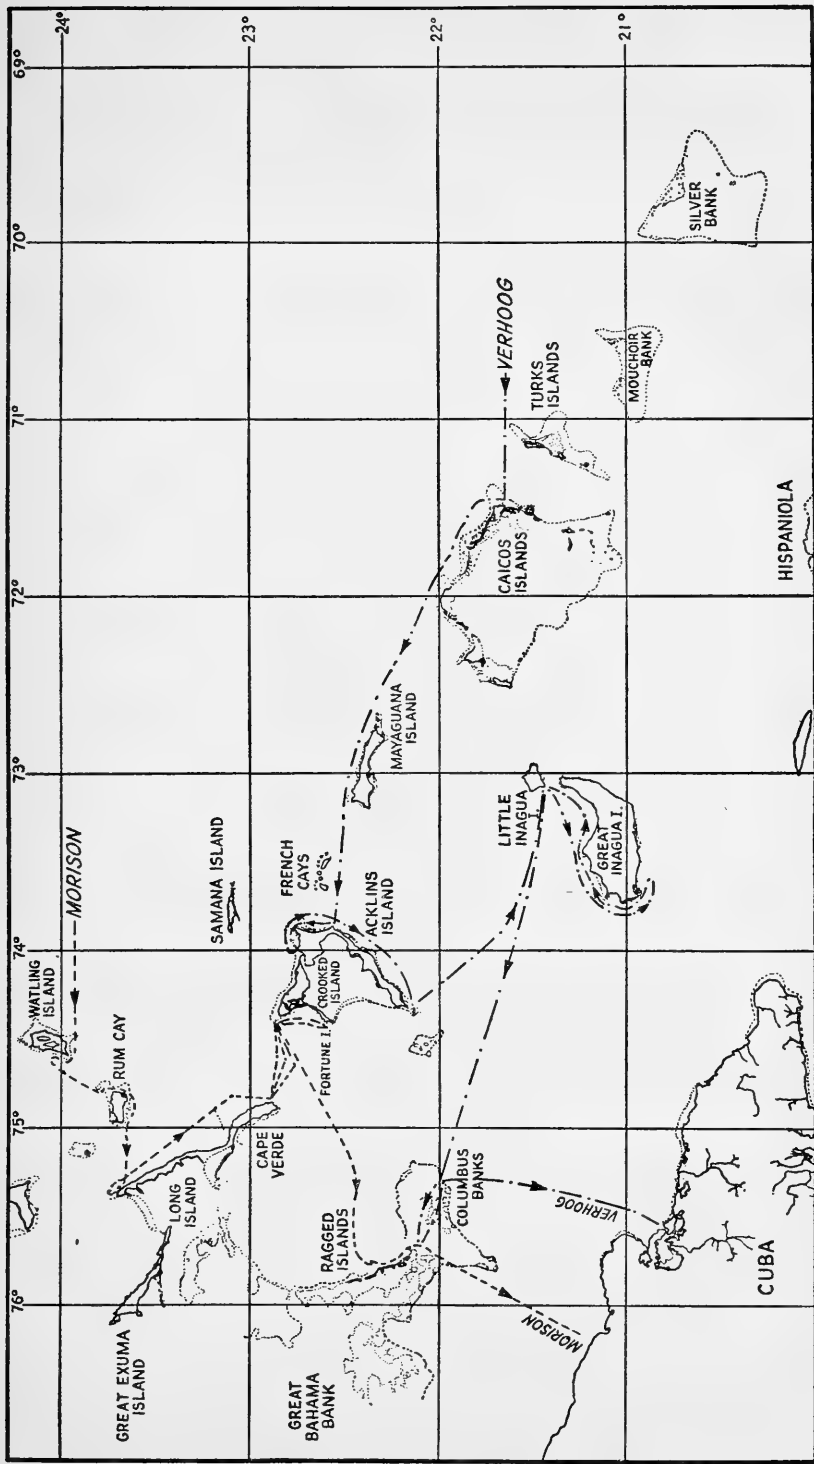 69°
70°
71°
72°
73°
74°
75°
76°
24°
23°
22°
21°
MORISON
WATLING
ISLAND
RUM CAY
SAMANA ISLAND
FRENCH
CAYS
ACKLINS
ISLAND
CROOKED
ISLAND
FORTUNE I.
CAPE
VERDE
LONG
ISLAND
GREAT EXUMA
ISLAND
GREAT
BAHAMA
BANK
RAGGED
ISLANDS
COLUMBUS
BANKS
MORISON
VERHOOG
CUBA
MAYAGUANA
ISLAND
LITTLE
INAGUA
I.
GREAT
INAGUA I.
CAICOS
ISLANDS
VERHOOG
TURKS
ISLANDS
MOUCHOIR
BANK
SILVER
BANK
HISPANIOLA